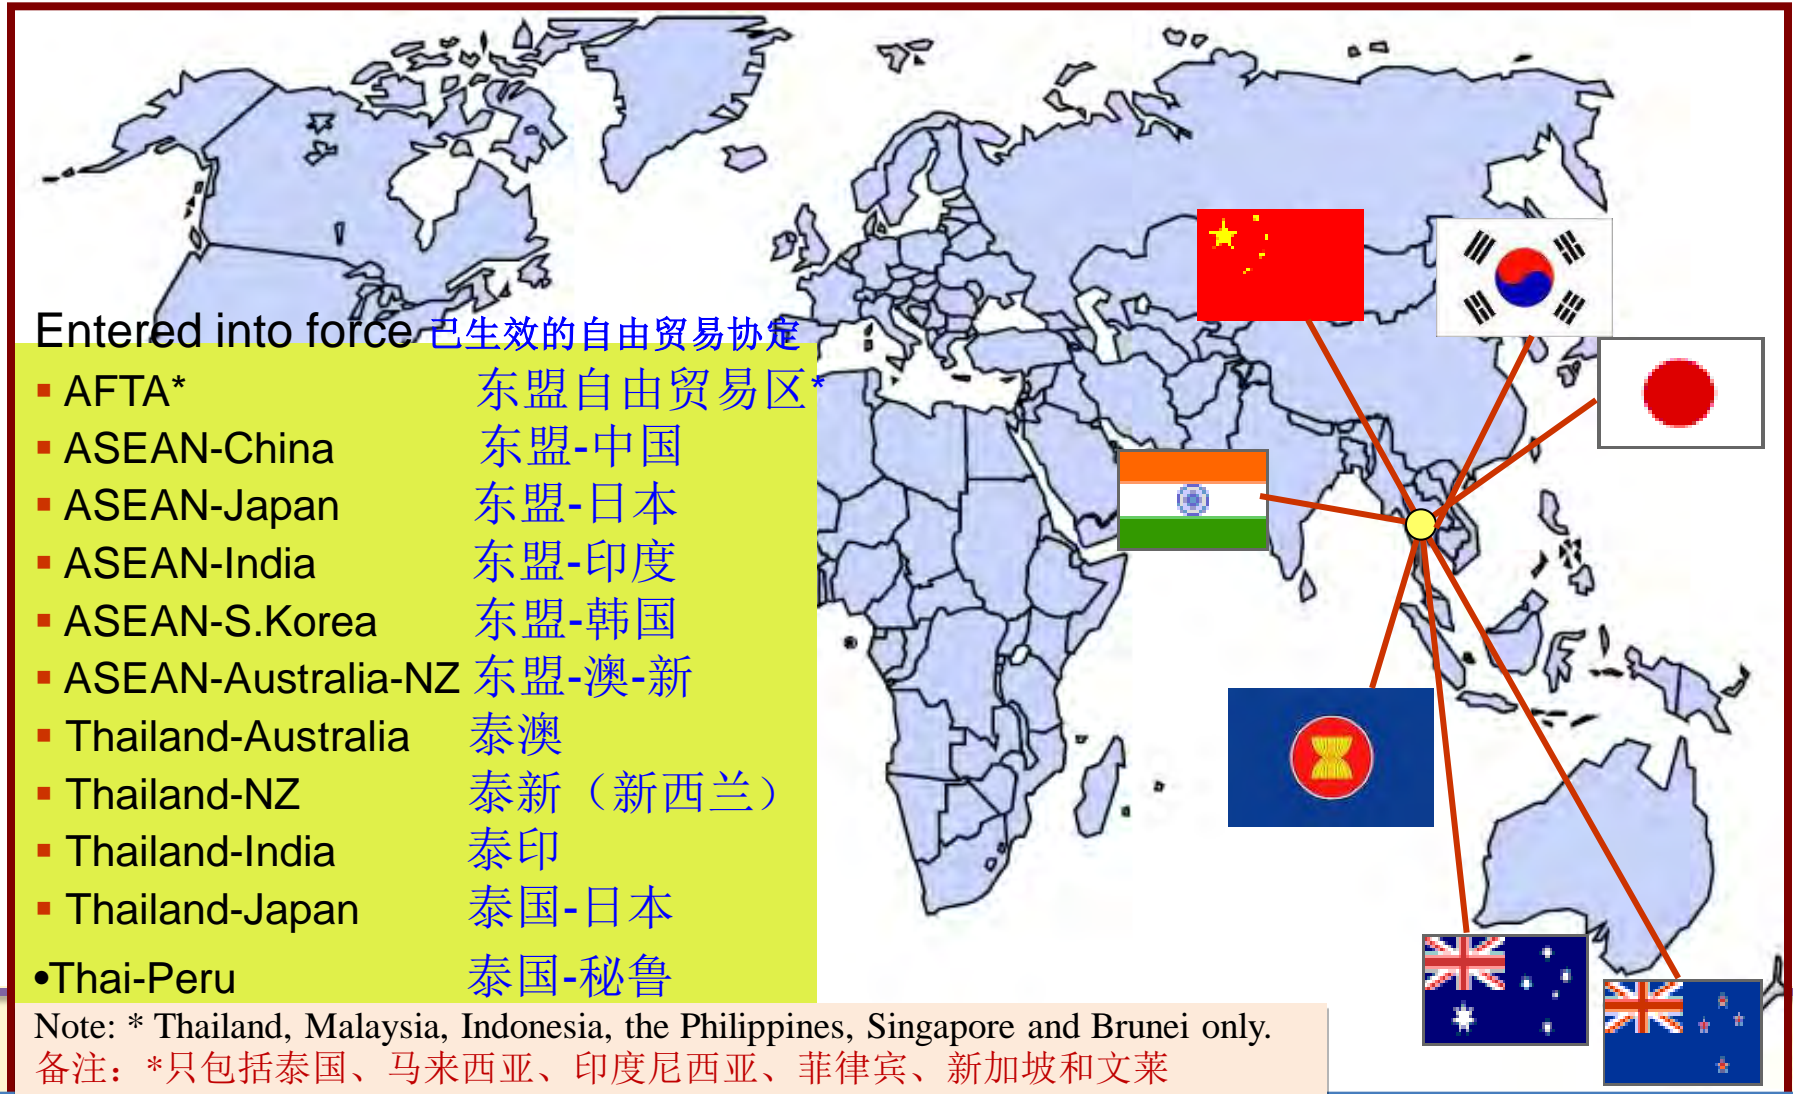 Entered into force 已生效的自由贸易协定
▪ AFTA* 东盟自由贸易区*
▪ ASEAN-China 东盟-中国
▪ ASEAN-Japan 东盟-日本
▪ ASEAN-India 东盟-印度
▪ ASEAN-S.Korea 东盟-韩国
▪ ASEAN-Australia-NZ 东盟-澳-新
▪ Thailand-Australia 泰澳
▪ Thailand-NZ 泰新（新西兰）
▪ Thailand-India 泰印
▪ Thailand-Japan 泰国-日本
•Thai-Peru 泰国-秘鲁
Note: * Thailand, Malaysia, Indonesia, the Philippines, Singapore and Brunei only.
备注：*只包括泰国、马来西亚、印度尼西亚、菲律宾、新加坡和文莱